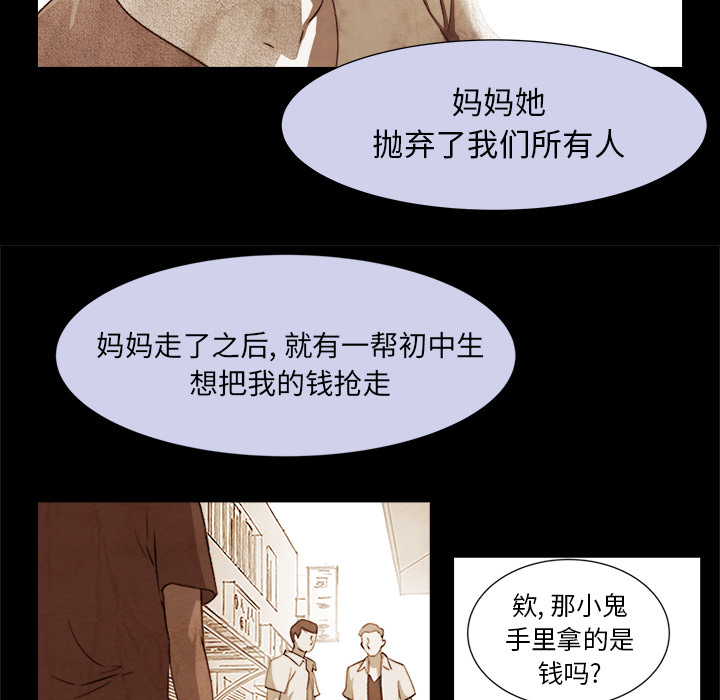 妈妈她
抛弃了我们所有人
妈妈走了之后, 就有一帮初中生
想把我的钱抢走
欸, 那小鬼
手里拿的是
钱吗?